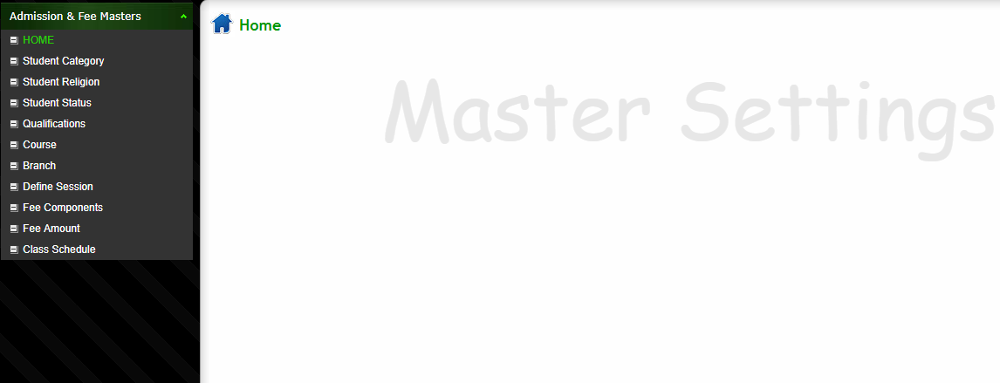 Admission & Fee Masters
HOME
Student Category
Student Religion
Student Status
Qualifications
Course
Branch
Define Session
Fee Components
Fee Amount
Class Schedule
Home
Master Settings